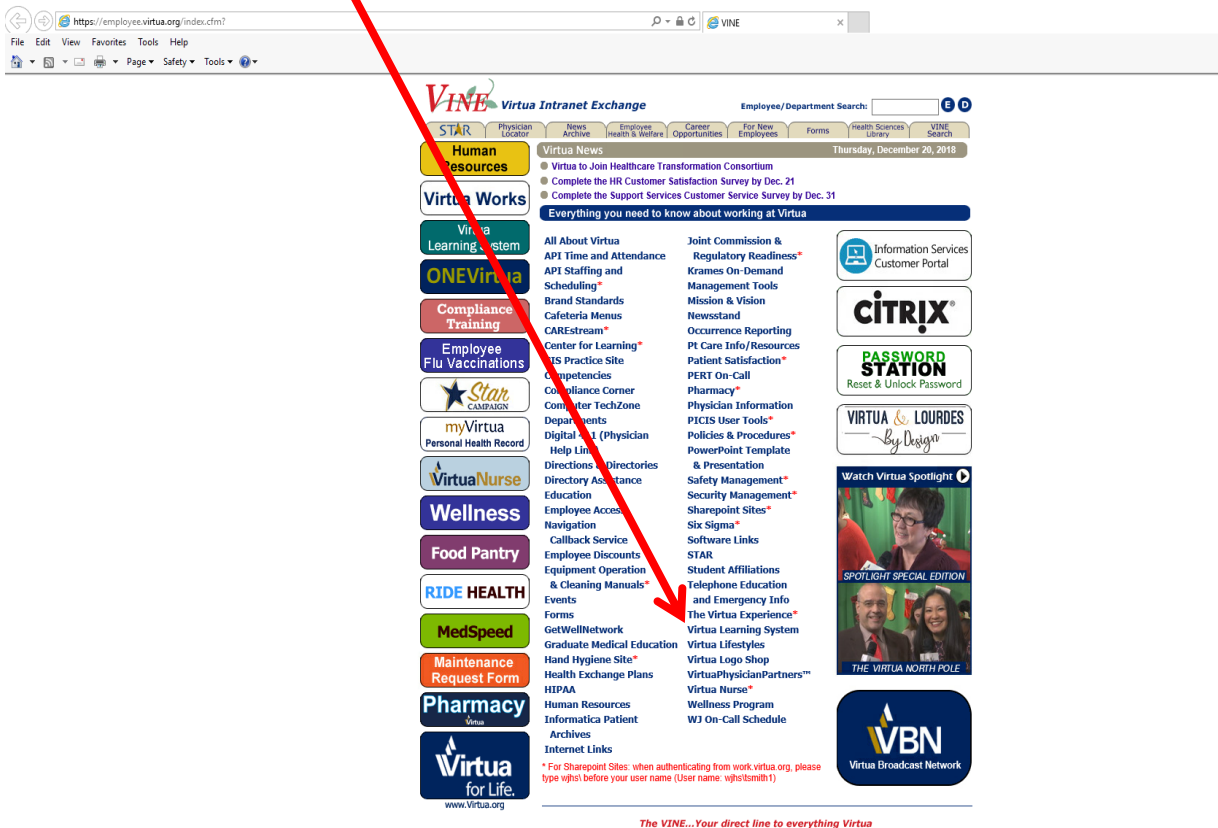 https://employee.virtua.org/index.cfm?
VINE
File Edit View Favorites Tools Help
Page Safety Tools
VINE Virtua Intranet Exchange
Employee/Department Search: E D
STAR
Physician Locator
News Archive
Employee Health & Welfare
Career Opportunities
For New Employees
Forms
Health Sciences Library
VINE Search
Human
Resources
Virtua Works
Virtua
Learning System
ONEVirtua
Compliance
Training
Employee
Flu Vaccinations
Star
CAMPAIGN
myVirtua
Personal Health Record
VirtuaNurse
Wellness
Food Pantry
RIDE HEALTH
MedSpeed
Maintenance
Request Form
Pharmacy
Virtua
Virtua
for Life.
www.Virtua.org
Virtua News Thursday, December 20, 2018
Virtua to Join Healthcare Transformation Consortium
Complete the HR Customer Satisfaction Survey by Dec. 21
Complete the Support Services Customer Service Survey by Dec. 31
Everything you need to know about working at Virtua
All About Virtua
API Time and Attendance
API Staffing and
Scheduling*
Brand Standards
Cafeteria Menus
CAREstream*
Center for Learning*
Practice Site
Competencies
Compliance Corner
Computer TechZone
Departments
Digital (Physician
Help Line)
Directions & Directories
Directory Assistance
Education
Employee Access
Navigation
Callback Service
Employee Discounts
Equipment Operation
& Cleaning Manuals*
Events
Forms
GetWellNetwork
Graduate Medical Education
Hand Hygiene Site*
Health Exchange Plans
HIPAA
Human Resources
Informatica Patient
Archives
Internet Links
Joint Commission &
Regulatory Readiness*
Krames On-Demand
Management Tools
Mission & Vision
Newsstand
Occurrence Reporting
Pt Care Info/Resources
Patient Satisfaction*
PERT On-Call
Pharmacy*
Physician Information
PICIS User Tools*
Policies & Procedures*
PowerPoint Template
& Presentation
Safety Management*
Security Management*
Sharepoint Sites*
Six Sigma*
Software Links
STAR
Student Affiliations
Telephone Education
and Emergency Info
The Virtua Experience*
Virtua Learning System
Virtua Lifestyles
Virtua Logo Shop
VirtuaPhysicianPartners™
Virtua Nurse*
Wellness Program
WJ On-Call Schedule
* For Sharepoint Sites: when authenticating from work.virtua.org, please
type wjhs\ before your user name (User name: wjhs\tsmith1)
Information Services
Customer Portal
CITRIX®
PASSWORD
STATION
Reset & Unlock Password
VIRTUA & LOURDES
By Design
Watch Virtua Spotlight
SPOTLIGHT SPECIAL EDITION
THE VIRTUA NORTH POLE
VBN
Virtua Broadcast Network
The VINE...Your direct line to everything Virtua